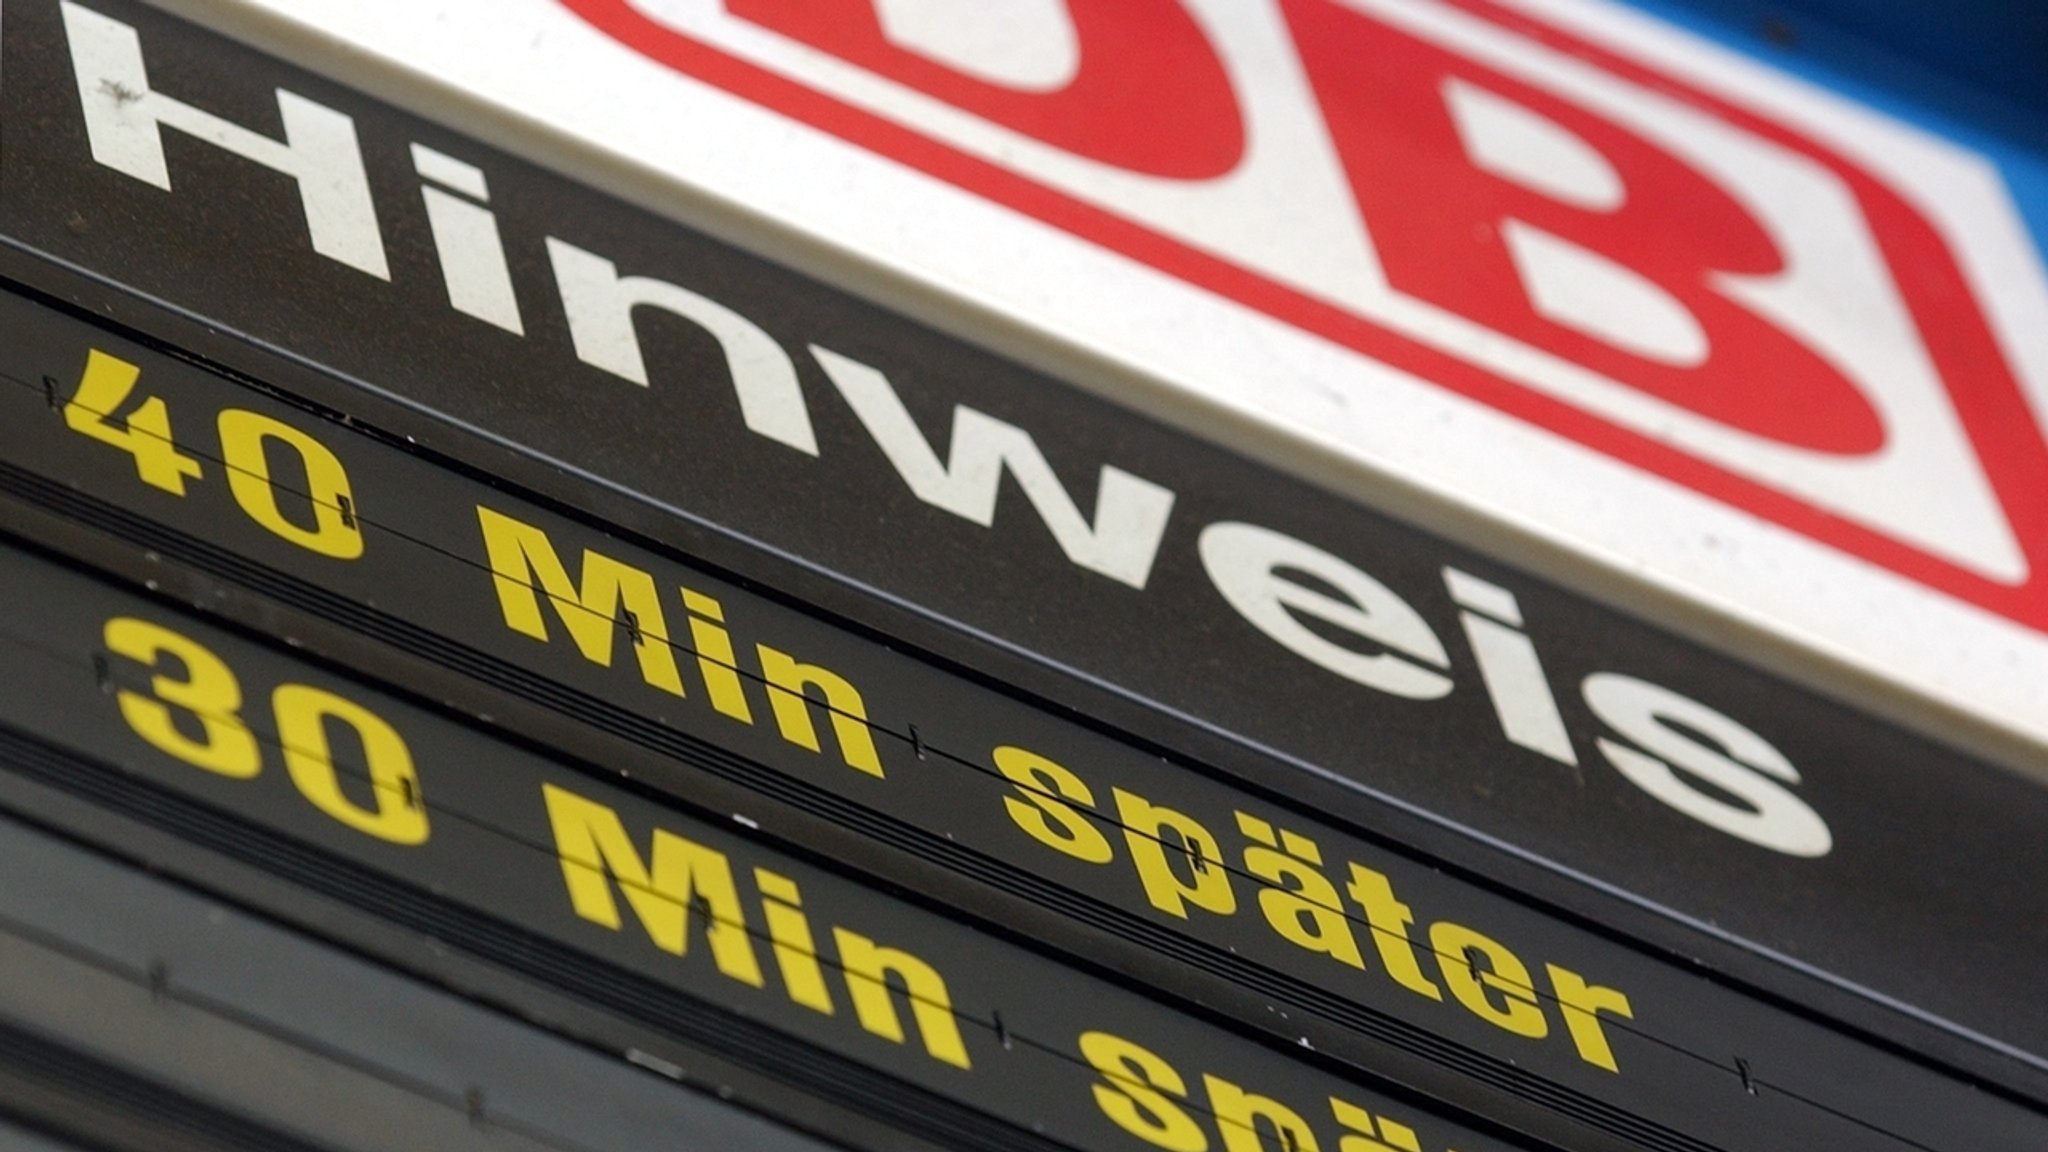 DB
Hinweis
40 Min später
30 Min